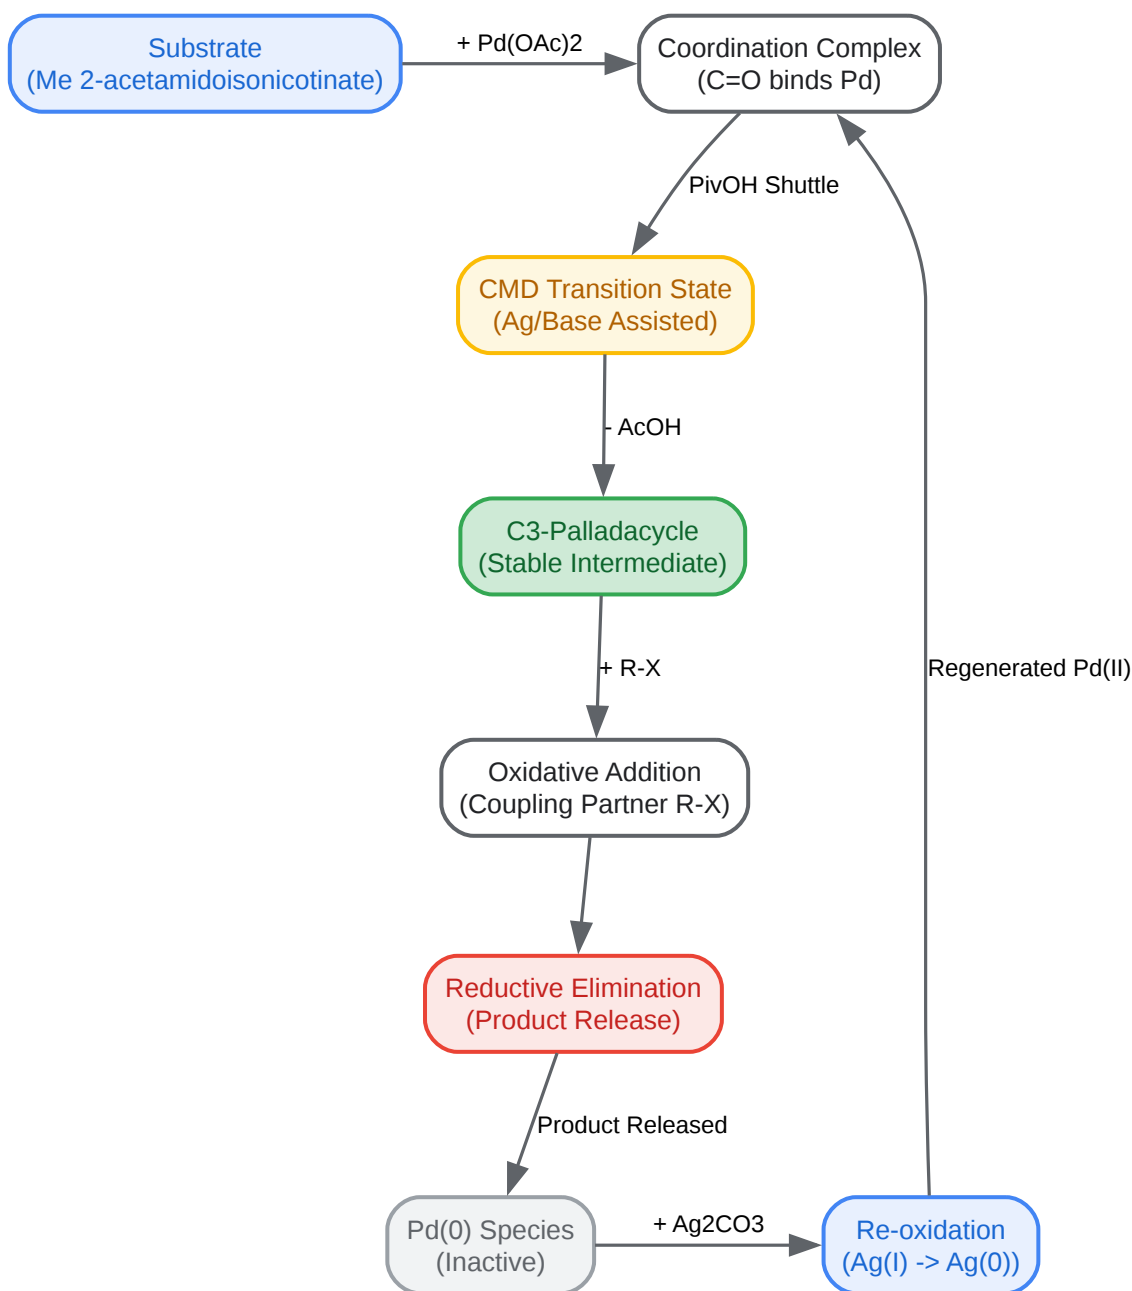 Substrate
(Me 2-acetamidoisonicotinate)
+ Pd(OAc)2
Coordination Complex
(C=O binds Pd)
PivOH Shuttle
CMD Transition State
(Ag/Base Assisted)
- AcOH
C3-Palladacycle
(Stable Intermediate)
+ R-X
Regenerated Pd(II)
Oxidative Addition
(Coupling Partner R-X)
Reductive Elimination
(Product Release)
Product Released
Pd(0) Species
(Inactive)
+ Ag2CO3
Re-oxidation
(Ag(I) -> Ag(0))